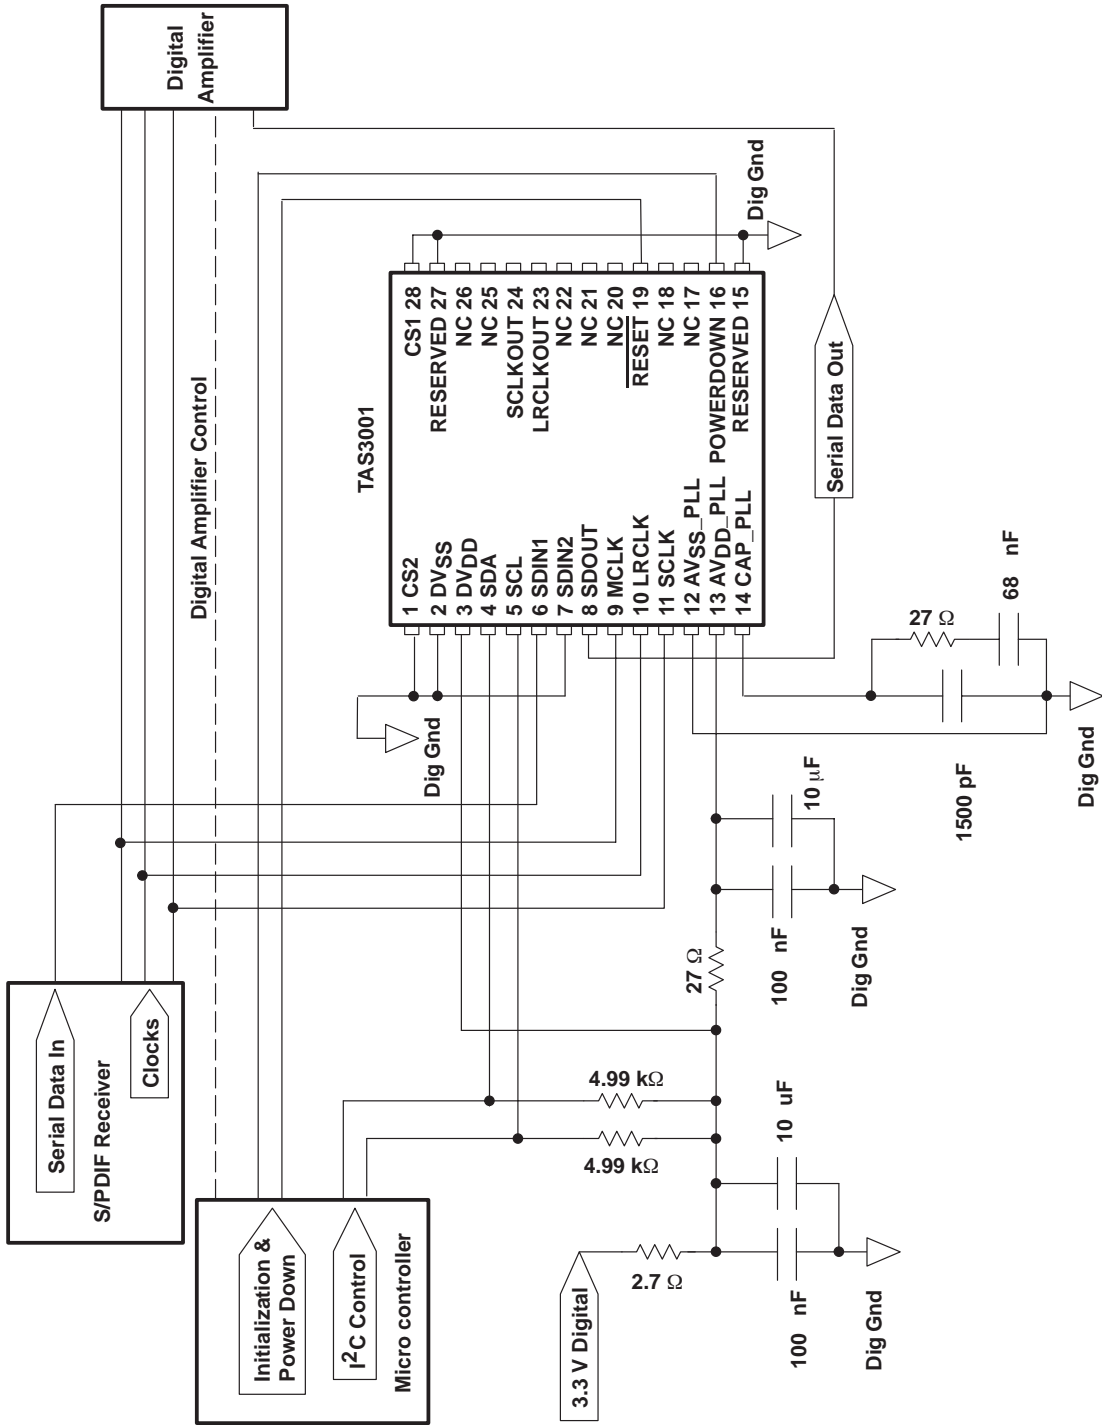 Digital
Amplifier
Digital Amplifier Control
Serial Data In
S/PDIF Receiver
Clocks
Initialization &
Power Down
I²C Control
Micro controller
TAS3001
1 CS2
2 DVSS
3 DVDD
4 SDA
5 SCL
6 SDIN1
7 SDIN2
8 SDOUT
9 MCLK
10 LRCLK
11 SCLK
12 AVSS_PLL
13 AVDD_PLL
14 CAP_PLL
CS1 28
RESERVED 27
NC 26
NC 25
SCLKOUT 24
LRCLKOUT 23
NC 22
NC 21
NC 20
RESET 19
NC 18
NC 17
POWERDOWN 16
RESERVED 15
Dig Gnd
Dig Gnd
Serial Data Out
4.99 kΩ
4.99 kΩ
3.3 V Digital
2.7 Ω
100 nF
10 uF
Dig Gnd
27 Ω
100 nF
10 μF
Dig Gnd
1500 pF
27 Ω
68 nF
Dig Gnd